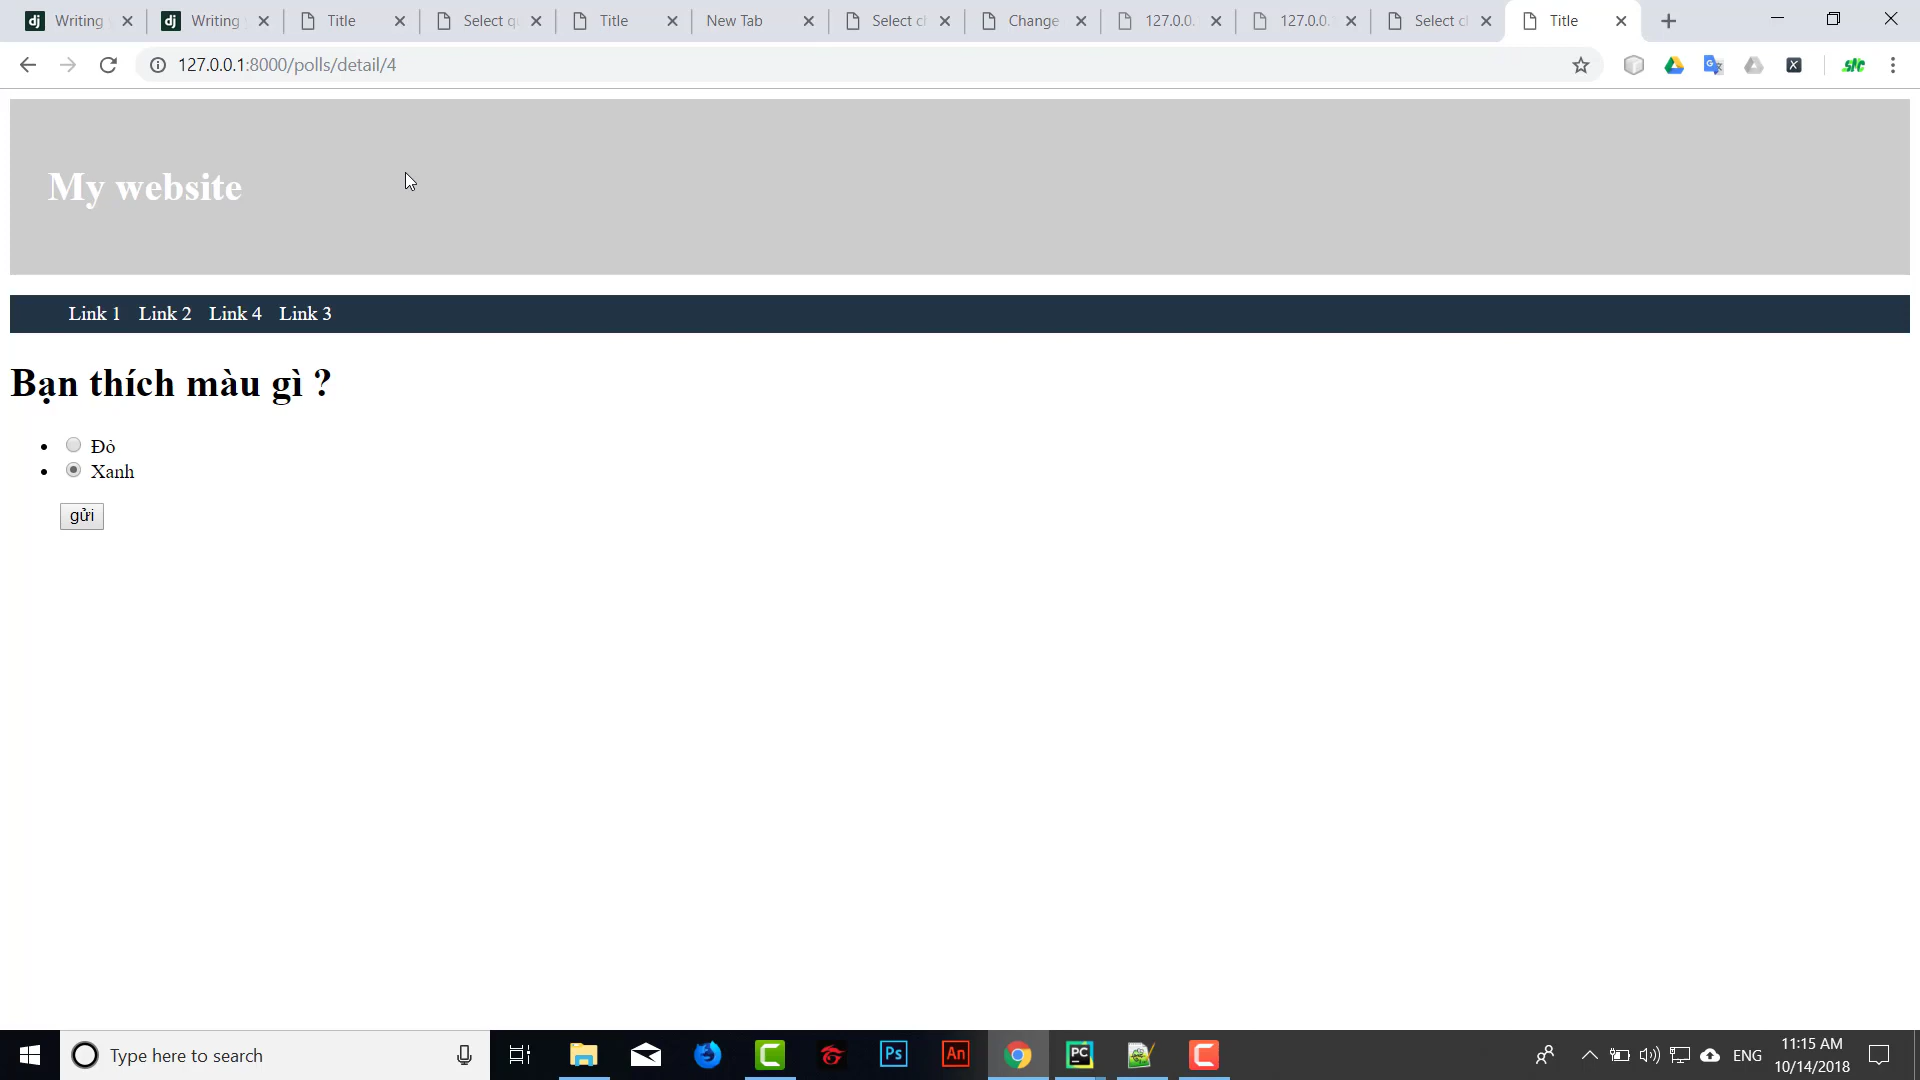 Writing
Writing
Title
Select q
Title
New Tab
Select cl
Change
127.0.0.
127.0.0.
Select cl
Title
127.0.0.1:8000/polls/detail/4
My website
Link 1 Link 2 Link 4 Link 3
Bạn thích màu gì ?
Đỏ
Xanh
gửi
Type here to search
ENG
11:15 AM
10/14/2018